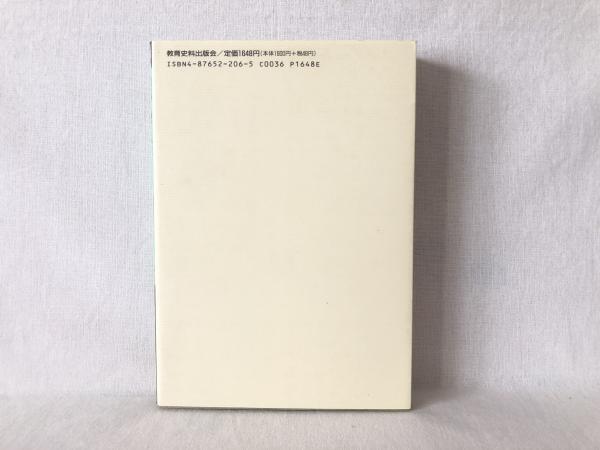 教育史料出版会／定価1648円(本体1600円+税48円)
ISBN4-87652-206-5 C0036 P1648E